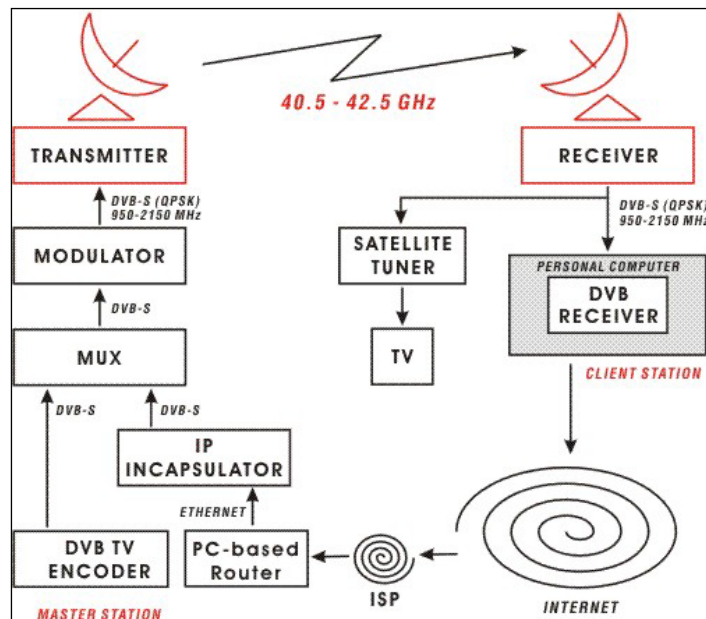 40.5 - 42.5 GHz
TRANSMITTER
RECEIVER
DVB-S (QPSK)
950-2150 MHz
DVB-S (QPSK)
950-2150 MHz
MODULATOR
SATELLITE
TUNER
PERSONAL COMPUTER
DVB
RECEIVER
DVB-S
MUX
TV
CLIENT STATION
DVB-S
DVB-S
IP
INCAPSULATOR
ETHERNET
DVB TV
ENCODER
PC-based
Router
ISP
INTERNET
MASTER STATION